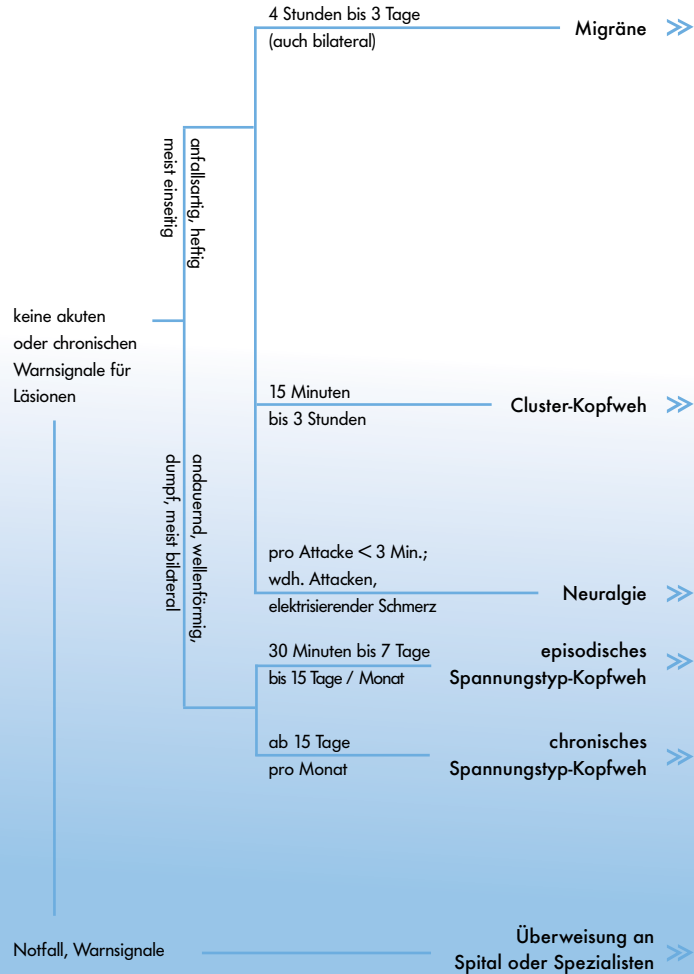 4 Stunden bis 3 Tage
(auch bilateral)
Migräne
anfallsartig, heftig
meist einseitig
keine akuten
oder chronischen
Warnsignale für
Läsionen
15 Minuten
bis 3 Stunden
Cluster-Kopfweh
andauernd, wellenförmig,
dumpf, meist bilateral
pro Attacke < 3 Min.;
wdh. Attacken,
elektrisierender Schmerz
Neuralgie
30 Minuten bis 7 Tage
bis 15 Tage / Monat
episodisches
Spannungstyp-Kopfweh
ab 15 Tage
pro Monat
chronisches
Spannungstyp-Kopfweh
Notfall, Warnsignale
Überweisung an
Spital oder Spezialisten